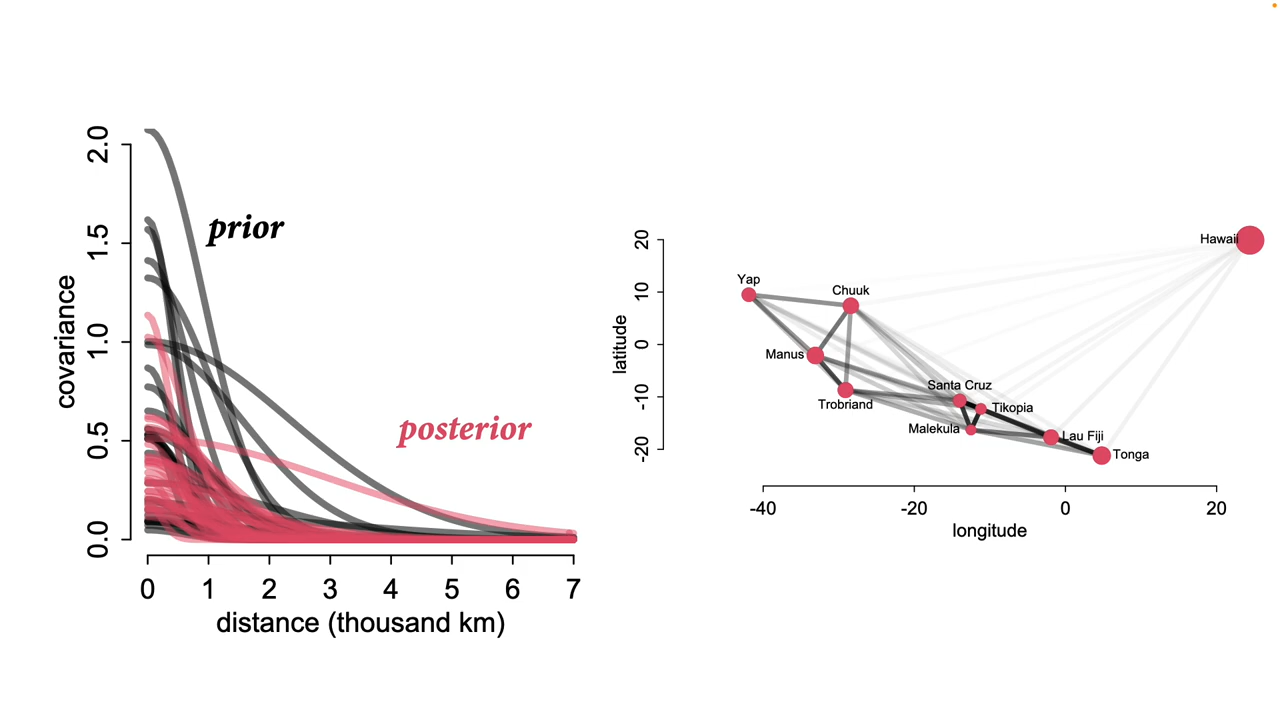 prior
posterior
covariance
2.0
1.5
1.0
0.5
0.0
0 1 2 3 4 5 6 7
distance (thousand km)
latitude
20
10
0
-10
-20
Hawaii
Yap
Chuuk
Manus
Santa Cruz
Trobriand
Tikopia
Malekula
Lau Fiji
Tonga
-40 -20 0 20
longitude